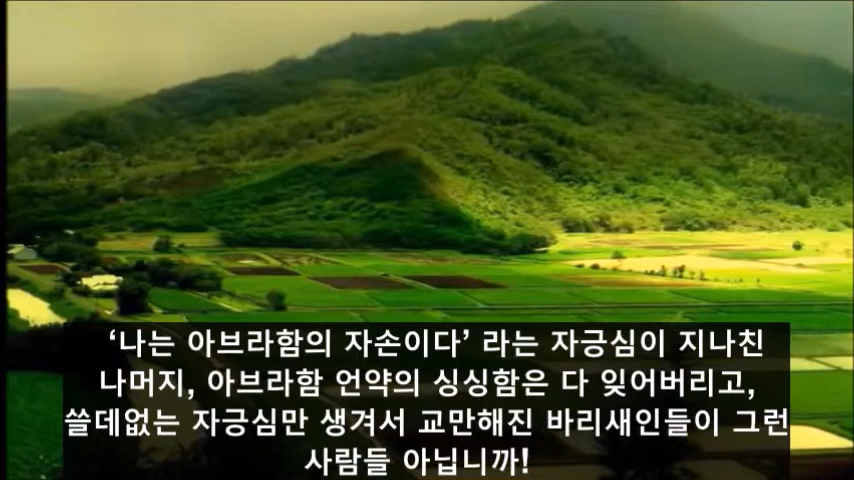 ‘나는 아브라함의 자손이다’ 라는 자긍심이 지나친
나머지, 아브라함 언약의 싱싱함은 다 잊어버리고,
쓸데없는 자긍심만 생겨서 교만해진 바리새인들이 그런
사람들 아닙니까!